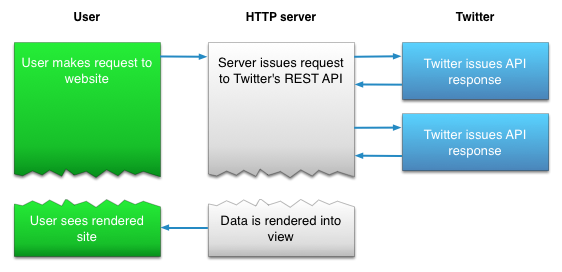 User
HTTP server
Twitter
User makes request to
website
Server issues request
to Twitter's REST API
Twitter issues API
response
Twitter issues API
response
User sees rendered
site
Data is rendered into
view